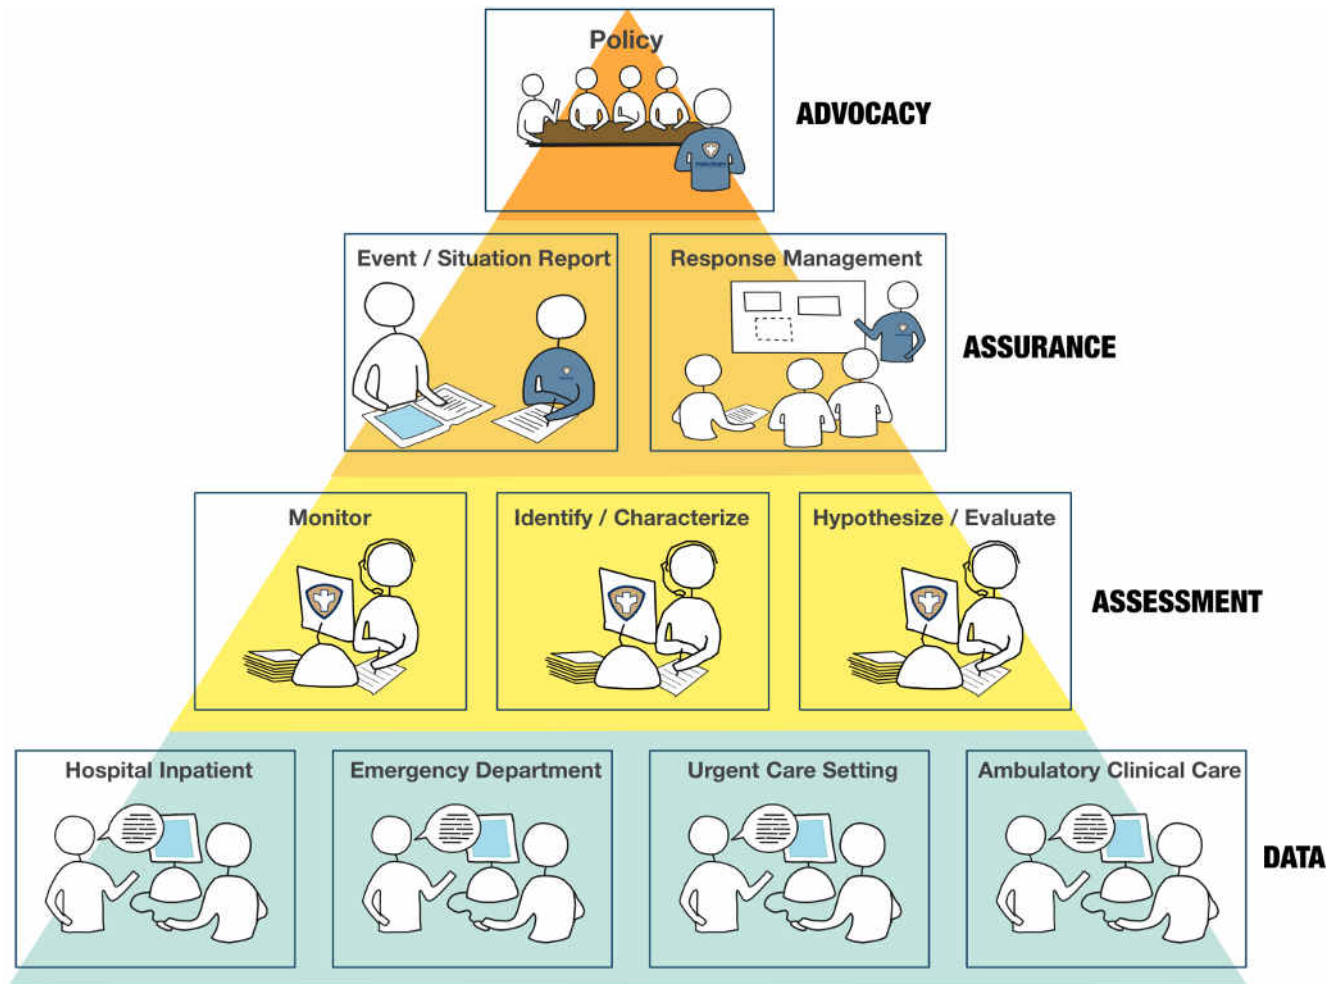 Policy
ADVOCACY
Event / Situation Report
Response Management
ASSURANCE
Monitor
Identify / Characterize
Hypothesize / Evaluate
ASSESSMENT
Hospital Inpatient
Emergency Department
Urgent Care Setting
Ambulatory Clinical Care
DATA